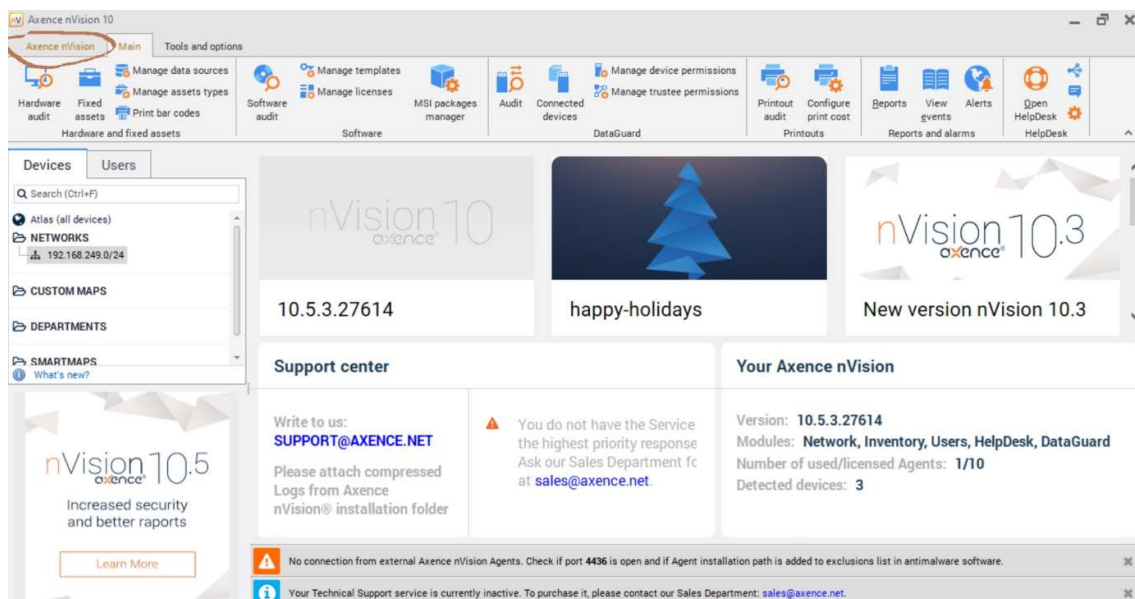 Axence nVision 10
Axence nVision Main Tools and options
Hardware audit
Fixed assets
Manage data sources
Manage assets types
Print bar codes
Hardware and fixed assets
Software audit
Manage templates
Manage licenses
MSI packages manager
Software
Audit
Connected devices
Manage device permissions
Manage trustee permissions
DataGuard
Printout audit
Configure print cost
Printouts
Reports
View events
Alerts
Reports and alarms
Open HelpDesk
HelpDesk
Devices Users
Search (Ctrl+F)
Atlas (all devices)
NETWORKS
192.168.249.0/24
CUSTOM MAPS
DEPARTMENTS
SMARTMAPS
What's new?
nVision 10.5
axence®
Increased security
and better raports
Learn More
nVision 10
axence®
10.5.3.27614
happy-holidays
nVision 10.3
axence®
New version nVision 10.3
Support center
Write to us:
SUPPORT@AXENCE.NET
Please attach compressed
Logs from Axence
nVision® installation folder
You do not have the Service
the highest priority response
Ask our Sales Department fc
at sales@axence.net.
Your Axence nVision
Version: 10.5.3.27614
Modules: Network, Inventory, Users, HelpDesk, DataGuard
Number of used/licensed Agents: 1/10
Detected devices: 3
No connection from external Axence nVision Agents. Check if port 4436 is open and if Agent installation path is added to exclusions list in antimalware software.
Your Technical Support service is currently inactive. To purchase it, please contact our Sales Department: sales@axence.net.